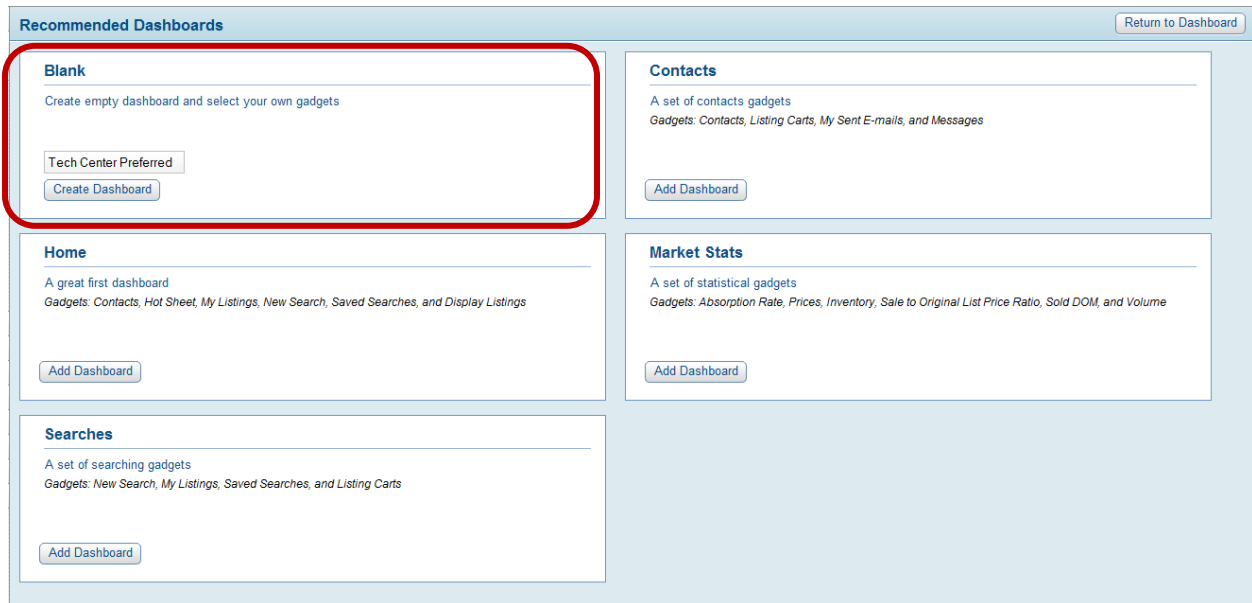 Recommended Dashboards
Return to Dashboard
Blank
Create empty dashboard and select your own gadgets
Tech Center Preferred
Create Dashboard
Contacts
A set of contacts gadgets
Gadgets: Contacts, Listing Carts, My Sent E-mails, and Messages
Add Dashboard
Home
A great first dashboard
Gadgets: Contacts, Hot Sheet, My Listings, New Search, Saved Searches, and Display Listings
Add Dashboard
Market Stats
A set of statistical gadgets
Gadgets: Absorption Rate, Prices, Inventory, Sale to Original List Price Ratio, Sold DOM, and Volume
Add Dashboard
Searches
A set of searching gadgets
Gadgets: New Search, My Listings, Saved Searches, and Listing Carts
Add Dashboard